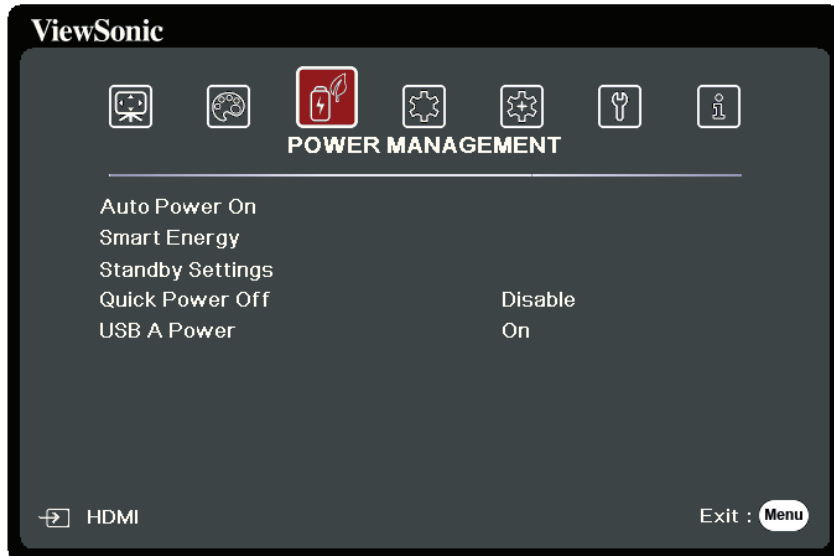 ViewSonic
POWER MANAGEMENT
Auto Power On
Smart Energy
Standby Settings
Quick Power Off Disable
USB A Power On
HDMI Exit : Menu